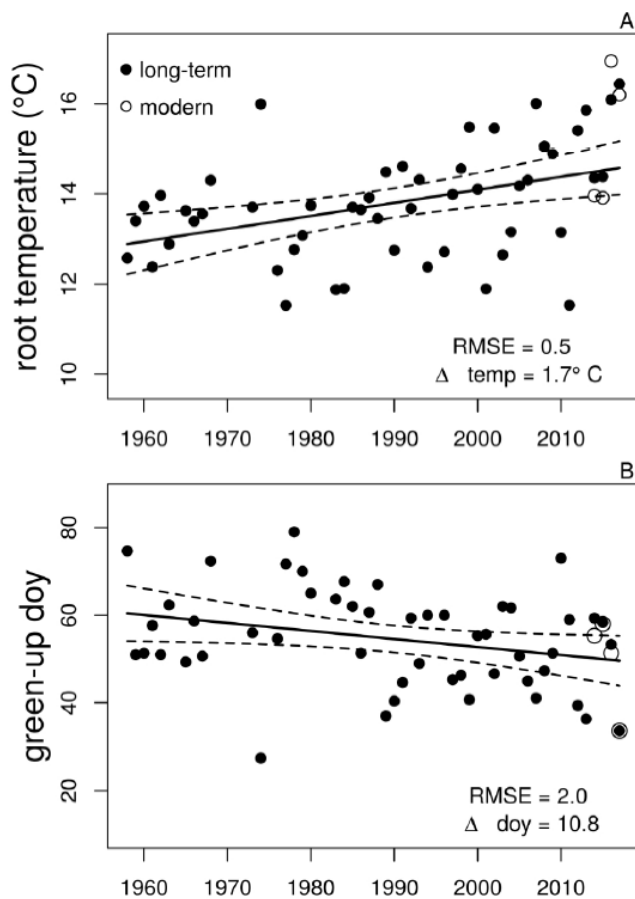 A
● long-term
○ modern
root temperature (°C)
16
14
12
10
RMSE = 0.5
Δ temp = 1.7° C
1960 1970 1980 1990 2000 2010
B
green-up doy
80
60
40
20
RMSE = 2.0
Δ doy = 10.8
1960 1970 1980 1990 2000 2010